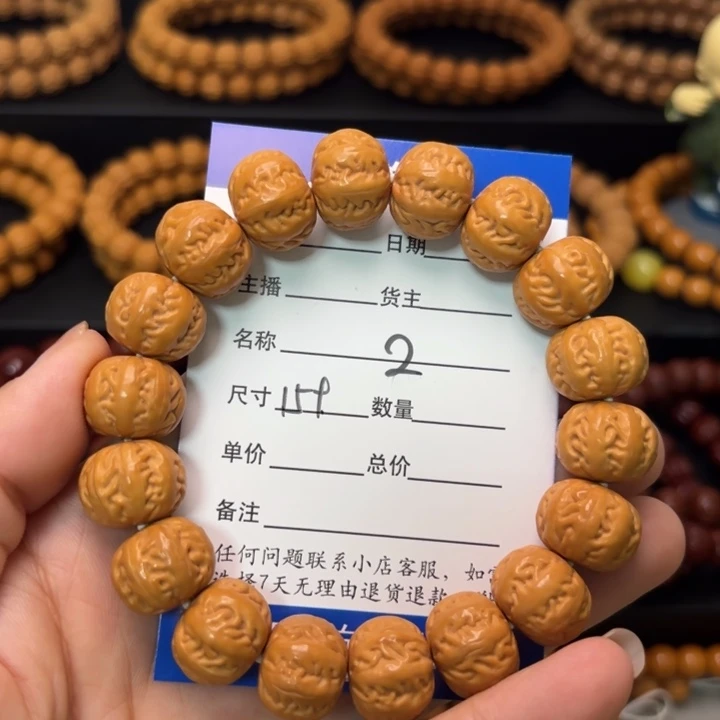 日期
主播 货主
名称 2
尺寸 数量
单价 总价
备注
任何问题联系小店客服，如
选择7天无理由退货退款